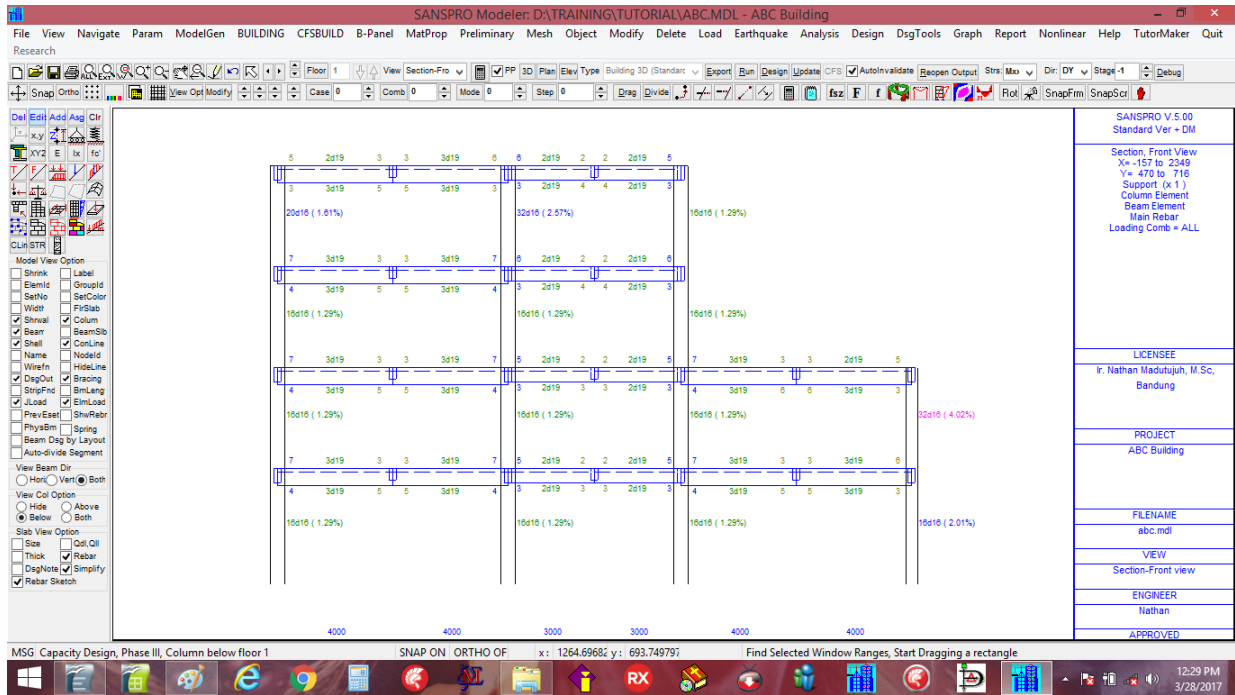 SANSPRO Modeler: D:\TRAINING\TUTORIAL\ABC.MDL - ABC Building
File View Navigate Param ModelGen BUILDING CFSBUILD B-Panel MatProp Preliminary Mesh Object Modify Delete Load Earthquake Analysis Design DsgTools Graph Report Nonlinear Help TutorMaker Quit
Research
Floor 1 View Section-Fro PP 3D Plan Elev Type Building 3D (Standarc Export Run Design Update CFS AutoInvalidate Reopen Output Strs: Mxo Dir: DY Stage -1 Debug
Snap Ortho View Opt Modify Case 0 Comb 0 Mode 0 Step 0 Drag Divide fsz F f Rot SnapFrm SnapScr
Del Edit Add Asg Clr
x,y
XY2 E Ix fo'
CLin STR
Model View Option
Shrink Label
ElemId GroupId
SetNo SetColor
Width FlrSlab
Shrwal Colum
Bearr BeamSlb
Shell ConLine
Name NodeId
Wirefn HideLine
DsgOut Bracing
StripFnd BmLeng
JLoad ElmLoad
PrevEset ShwRebr
PhysBm Spring
Beam Dsg by Layout
Auto-divide Segment
View Beam Dir
Hori Vert Both
View Col Option
Hide Above
Below Both
Slab View Option
Size Qdl,Qll
Thick Rebar
DsgNote Simplify
Rebar Sketch
5 2d19 3 3 3d19 6 6 2d19 2 2 2d19 5
3 3d19 5 5 3d19 3 3 2d19 4 4 2d19 3
20d16 ( 1.61%) 32d16 ( 2.57%) 16d16 ( 1.29%)
7 3d19 3 3 3d19 7 6 2d19 2 2 2d19 6
4 3d19 5 5 3d19 4 3 2d19 4 4 2d19 3
16d16 ( 1.29%) 16d16 ( 1.29%) 16d16 ( 1.29%)
7 3d19 3 3 3d19 7 5 2d19 2 2 2d19 5 7 3d19 3 3 2d19 5
4 3d19 5 5 3d19 4 3 2d19 3 3 2d19 3 4 3d19 6 6 3d19 3
16d16 ( 1.29%) 16d16 ( 1.29%) 16d16 ( 1.29%) 32d16 ( 4.02%)
7 3d19 3 3 3d19 7 5 2d19 2 2 2d19 5 7 3d19 3 3 3d19 6
4 3d19 5 5 3d19 4 3 2d19 3 3 2d19 3 4 3d19 5 5 3d19 3
16d16 ( 1.29%) 16d16 ( 1.29%) 16d16 ( 1.29%) 16d16 ( 2.01%)
4000 4000 3000 3000 4000 4000
SANSPRO V.5.00
Standard Ver + DM
Section, Front View
X= -157 to 2349
Y= 470 to 716
Support (x 1 )
Column Element
Beam Element
Main Rebar
Loading Comb = ALL
LICENSEE
Ir. Nathan Madutujuh, M.Sc,
Bandung
PROJECT
ABC Building
FILENAME
abc.mdl
VIEW
Section-Front view
ENGINEER
Nathan
APPROVED
MSG Capacity Design, Phase III, Column below floor 1 SNAP ON ORTHO OF x: 1264.69682 y: 693.749797 Find Selected Window Ranges, Start Dragging a rectangle
RX
12:29 PM
3/28/2017